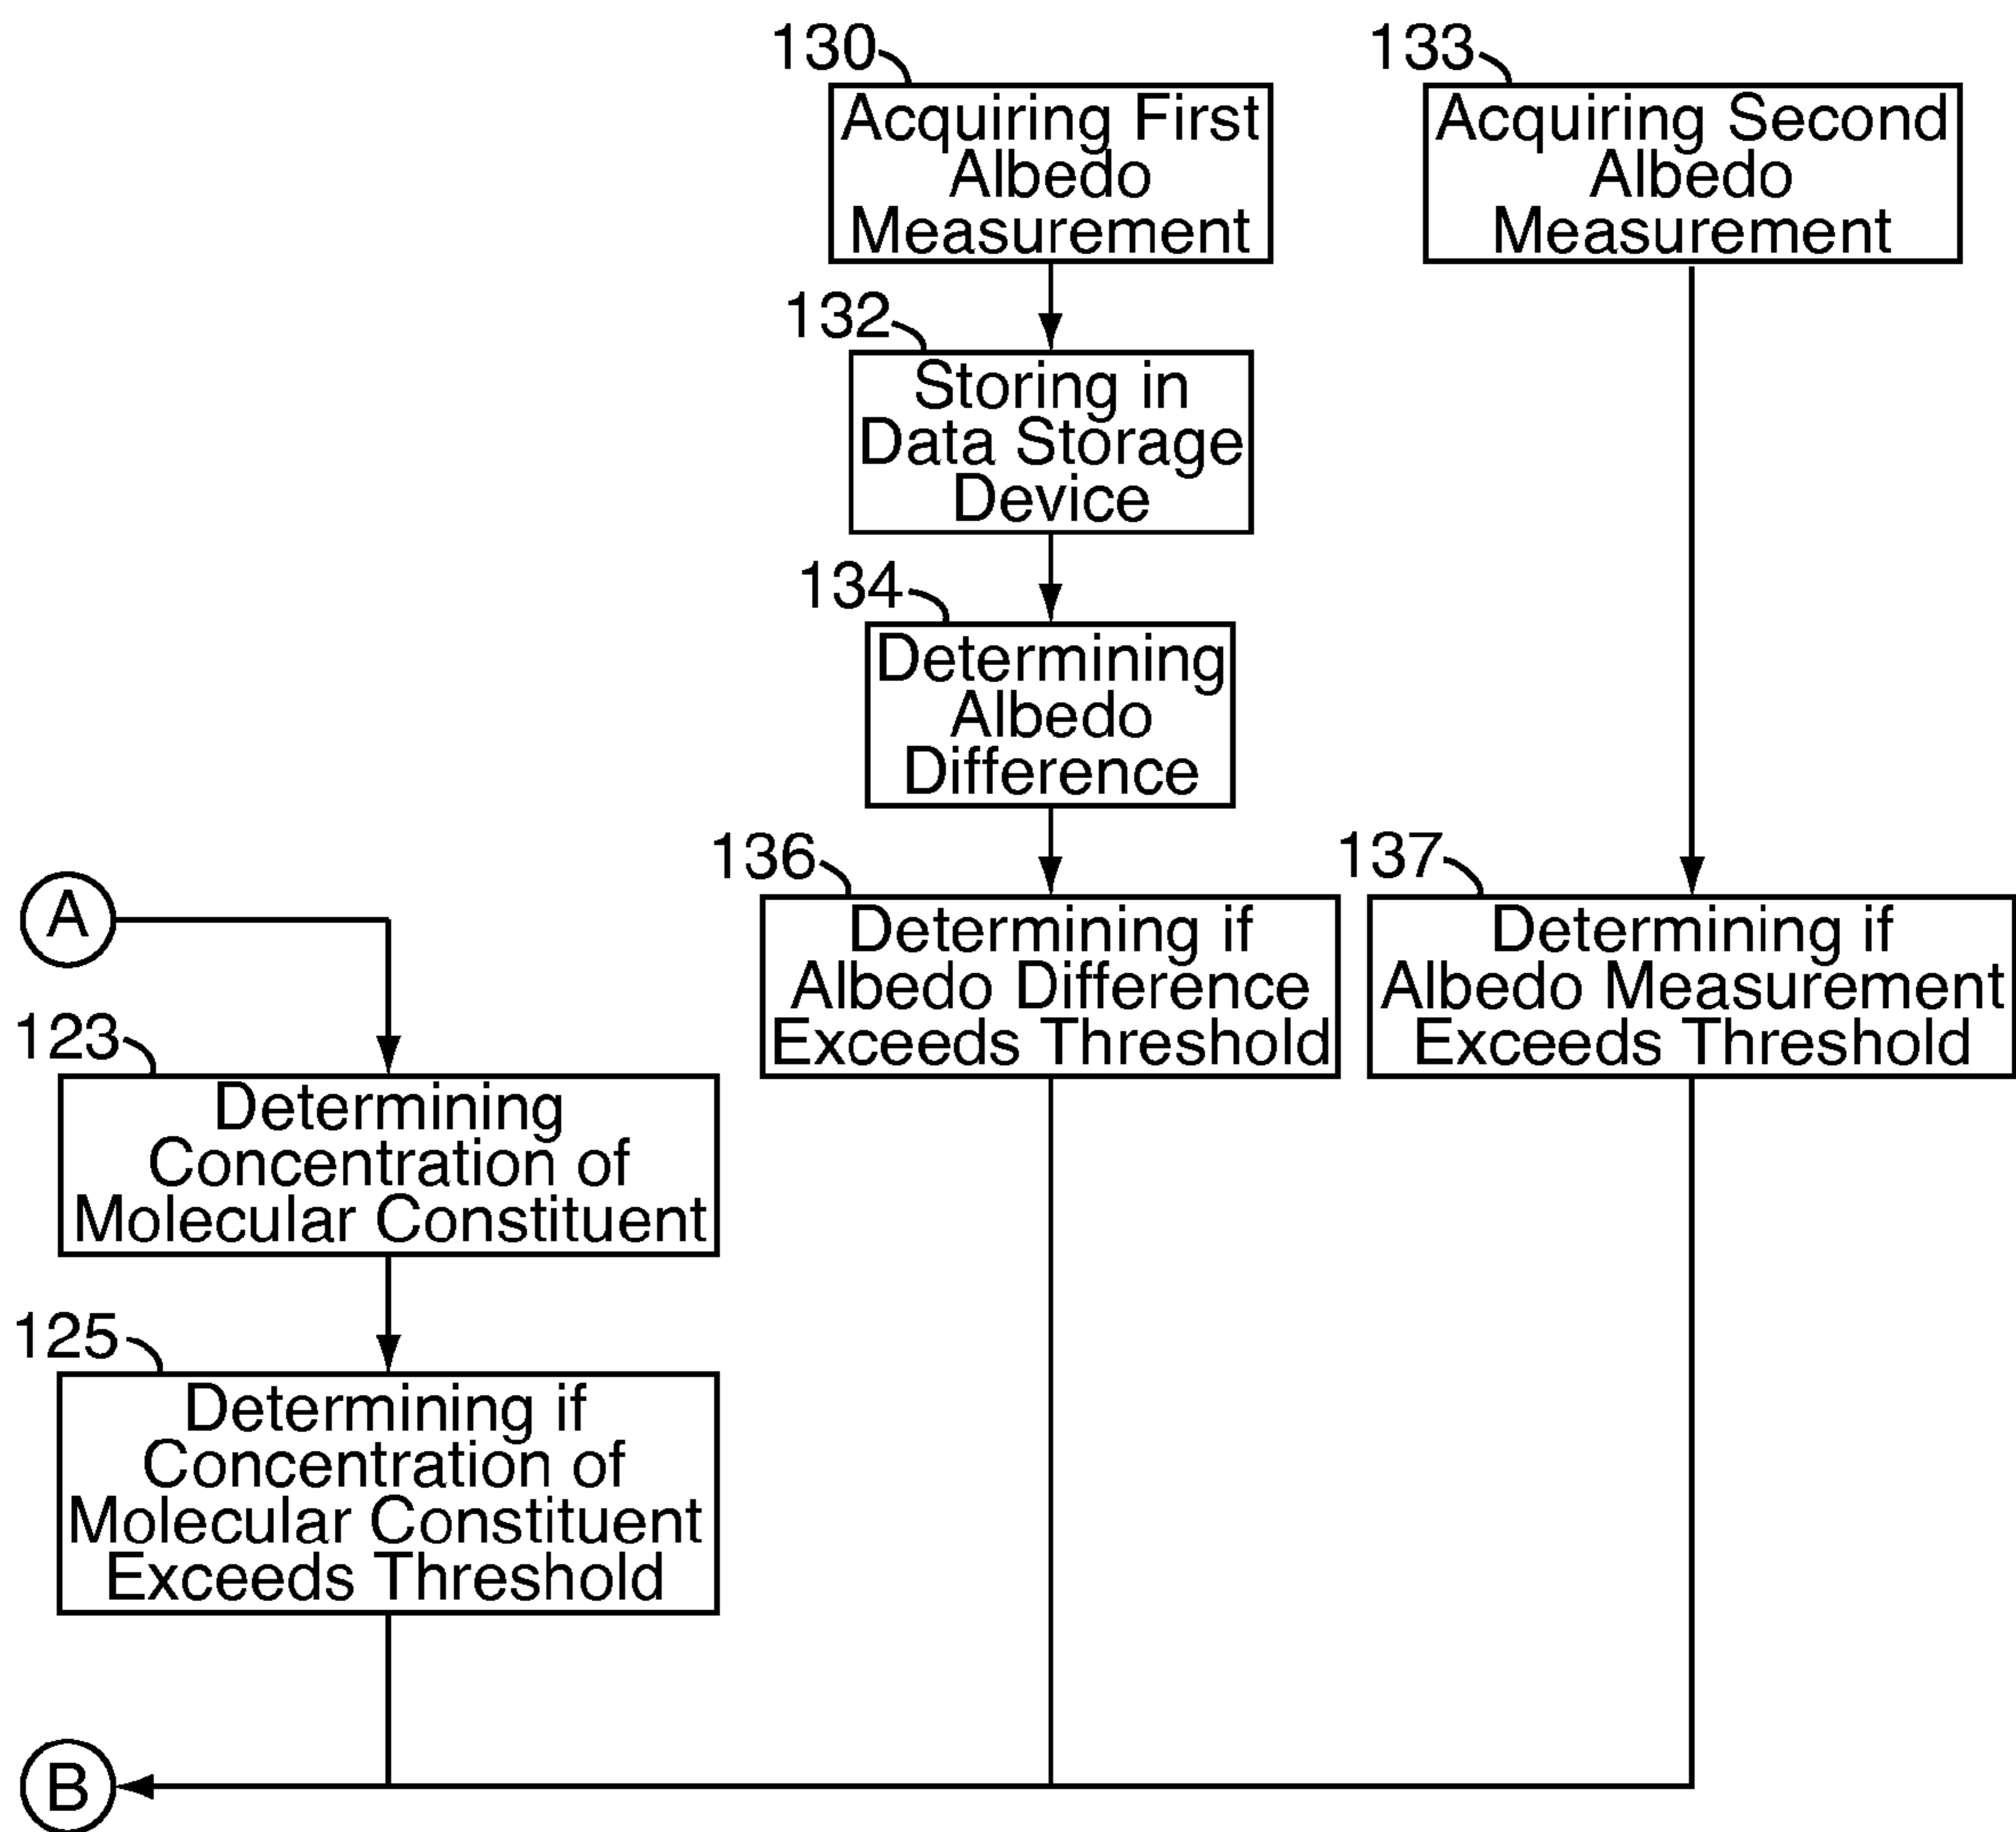 130
Acquiring First
Albedo
Measurement
133
Acquiring Second
Albedo
Measurement
132
Storing in
Data Storage
Device
134
Determining
Albedo
Difference
136
Determining if
Albedo Difference
Exceeds Threshold
137
Determining if
Albedo Measurement
Exceeds Threshold
A
123
Determining
Concentration of
Molecular Constituent
125
Determining if
Concentration of
Molecular Constituent
Exceeds Threshold
B